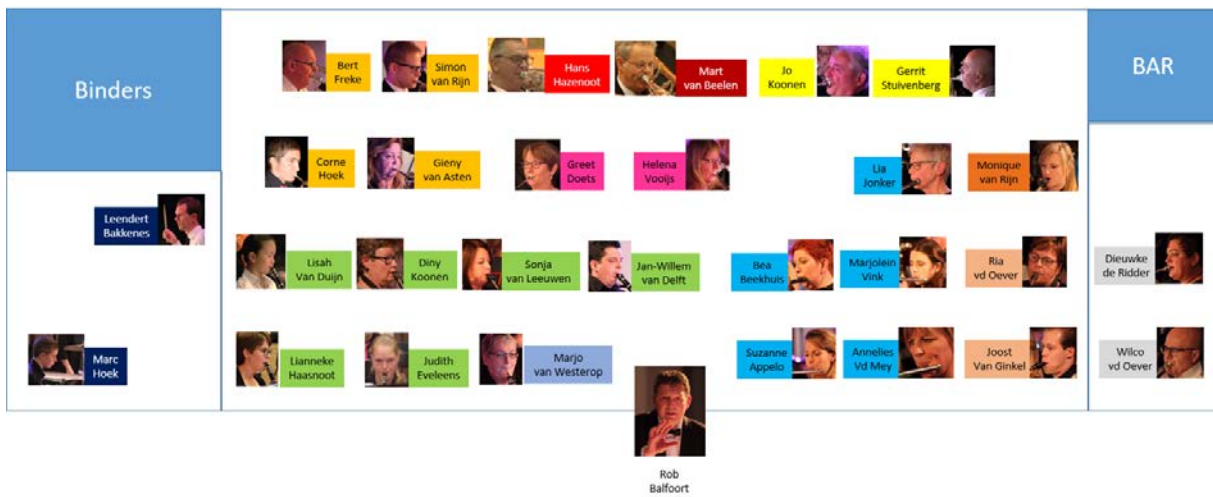 Binders
BAR
Bert
Freke
Simon
van Rijn
Hans
Hazenoot
Mart
van Beelen
Jo
Koonen
Gerrit
Stuivenberg
Corne
Hoek
Gieny
van Asten
Greet
Doets
Helena
Vooijs
Lia
Jonker
Monique
van Rijn
Leendert
Bakkenes
Lisah
Van Duijn
Diny
Koonen
Sonja
van Leeuwen
Jan-Willem
van Delft
Bea
Beekhuis
Marjolein
Vink
Ria
vd Oever
Dieuwke
de Ridder
Marc
Hoek
Lianneke
Haasnoot
Judith
Eveleens
Marjo
van Westerop
Suzanne
Appelo
Annelies
Vd Mey
Joost
Van Ginkel
Wilco
vd Oever
Rob
Balfoort